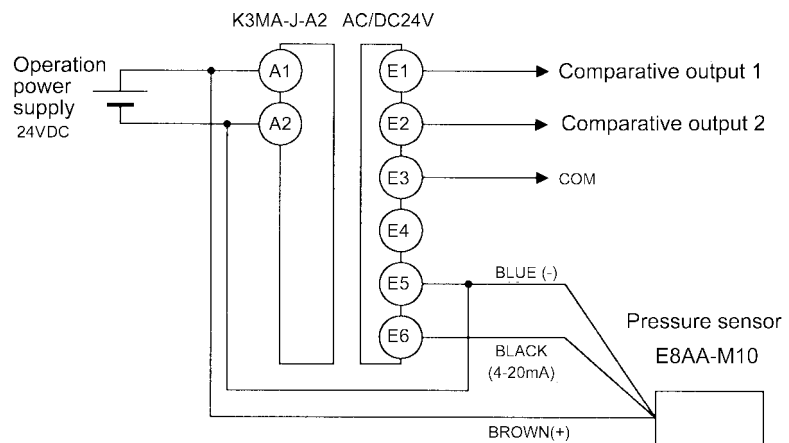 K3MA-J-A2 AC/DC24V
Operation
power
supply
24VDC
A1
A2
E1
E2
E3
E4
E5
E6
Comparative output 1
Comparative output 2
COM
BLUE (-)
BLACK
(4-20mA)
BROWN(+)
Pressure sensor
E8AA-M10